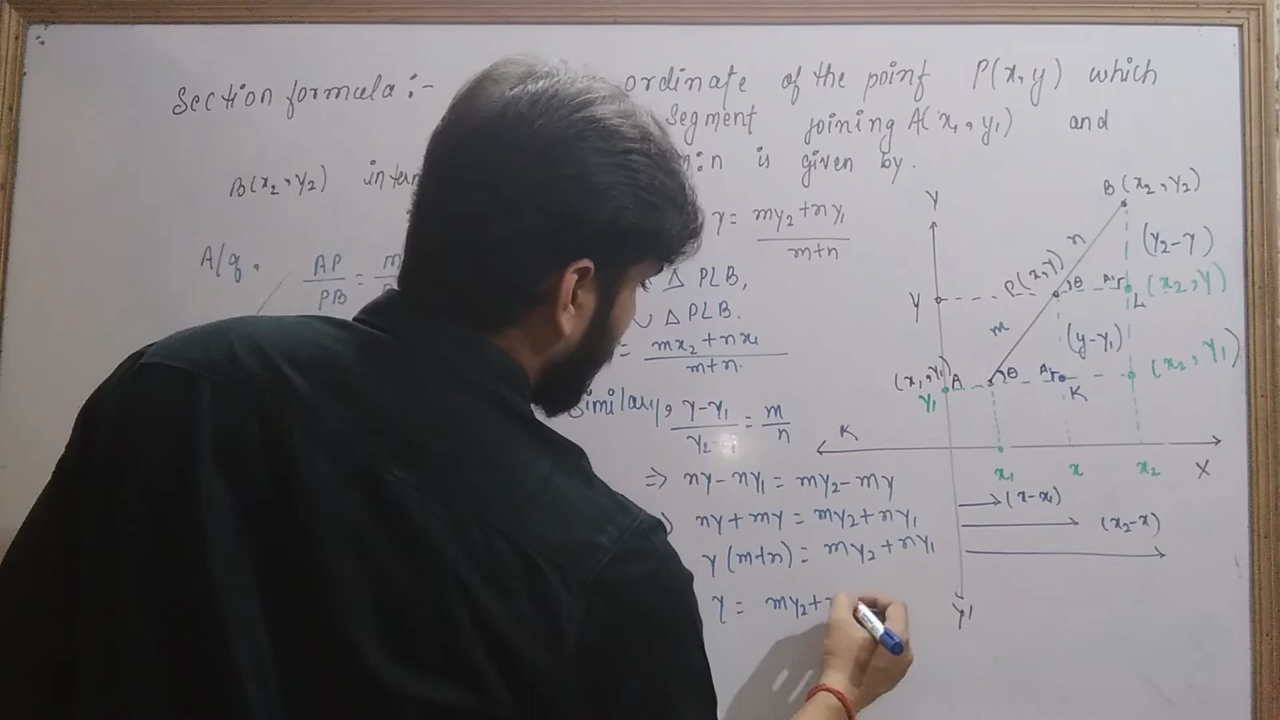 Section formula :- ordinate of the point P(x,y) which
segment joining A(x₁,y₁) and
B(x₂,y₂) m:n is given by.
y = my₂+ny₁ / m+n
A/q. AP/PB =
△ PLB,
∽ △ PLB.
= mx₂+nx₁ / m+n.
Similary, y-y₁ / y₂- = m/n
⇒ ny-ny₁ = my₂-my
ny+my = my₂+ny₁
y(m+n) = my₂+ny₁
y = my₂+
Y
B(x₂,y₂)
n
(y₂-y)
P(x,y)
θ
L
(x₂,y)
Y
m
(y-y₁)
(x₁,y₁) A
θ
K
(x₂,y₁)
y₁
K
x₁ x x₂ X
(x-x₁)
(x₂-x)
Y'